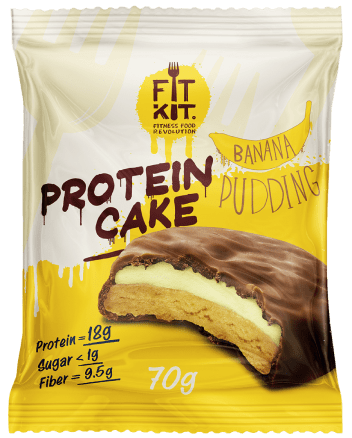 FIT
KIT.
FITNESS FOOD
REVOLUTION
BANANA
PUDDING
PROTEIN
CAKE
Protein = 18g
Sugar < 1g
Fiber = 9.5g
70g